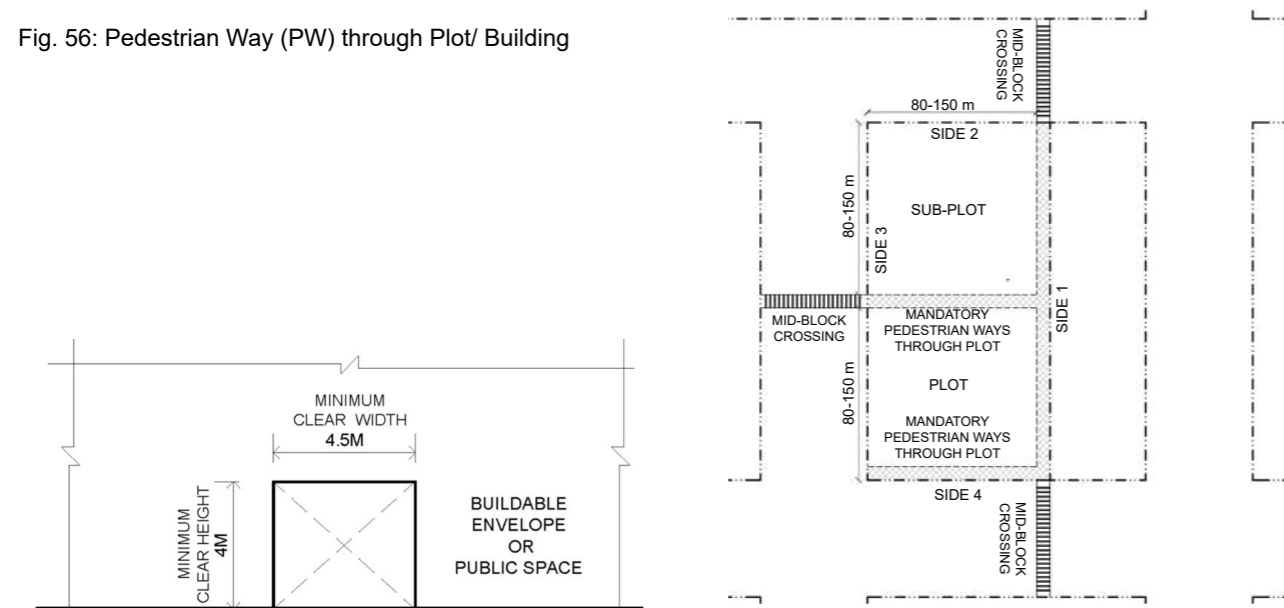 Fig. 56: Pedestrian Way (PW) through Plot/ Building
MINIMUM
CLEAR WIDTH
4.5M
MINIMUM
CLEAR HEIGHT
4M
BUILDABLE
ENVELOPE
OR
PUBLIC SPACE
MID-BLOCK
CROSSING
80-150 m
SIDE 2
80-150 m
SUB-PLOT
SIDE 3
SIDE 1
MID-BLOCK
CROSSING
MANDATORY
PEDESTRIAN WAYS
THROUGH PLOT
80-150 m
PLOT
MANDATORY
PEDESTRIAN WAYS
THROUGH PLOT
SIDE 4
MID-BLOCK
CROSSING